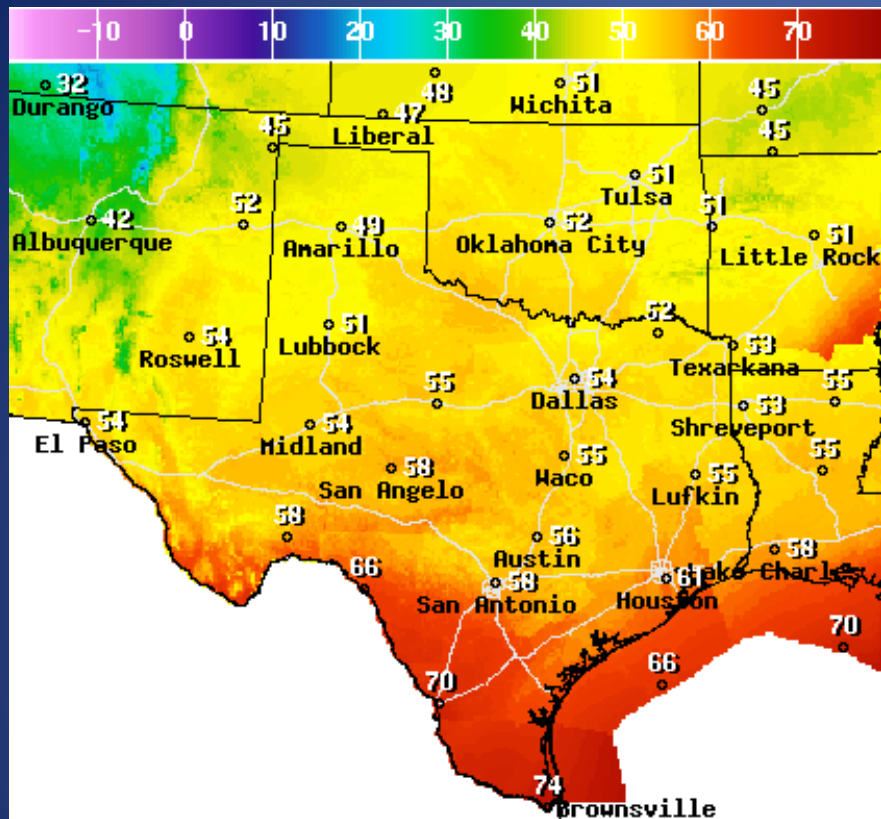 -10 0 10 20 30 40 50 60 70
32
Durango
48
51
Wichita
45
47
Liberal
45
45
51
Tulsa
42
Albuquerque
52
49
Amarillo
52
Oklahoma City
51
51
Little Rock
54
Roswell
51
Lubbock
52
53
Texarkana
54
Dallas
55
55
53
Shreveport
54
El Paso
54
Midland
58
San Angelo
55
Waco
55
Lufkin
55
58
56
Austin
58
Lake Charles
66
58
San Antonio
61
Houston
70
66
70
74
Brownsville